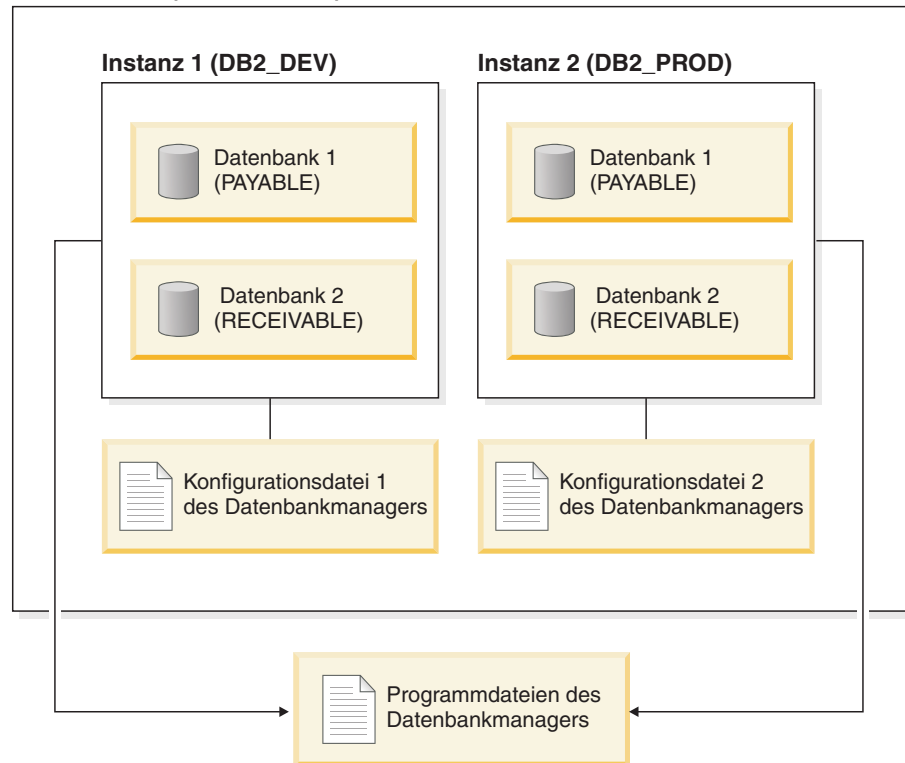 Instanz 1 (DB2_DEV)
Instanz 2 (DB2_PROD)
Datenbank 1
(PAYABLE)
Datenbank 1
(PAYABLE)
Datenbank 2
(RECEIVABLE)
Datenbank 2
(RECEIVABLE)
Konfigurationsdatei 1
des Datenbankmanagers
Konfigurationsdatei 2
des Datenbankmanagers
Programmdateien des
Datenbankmanagers